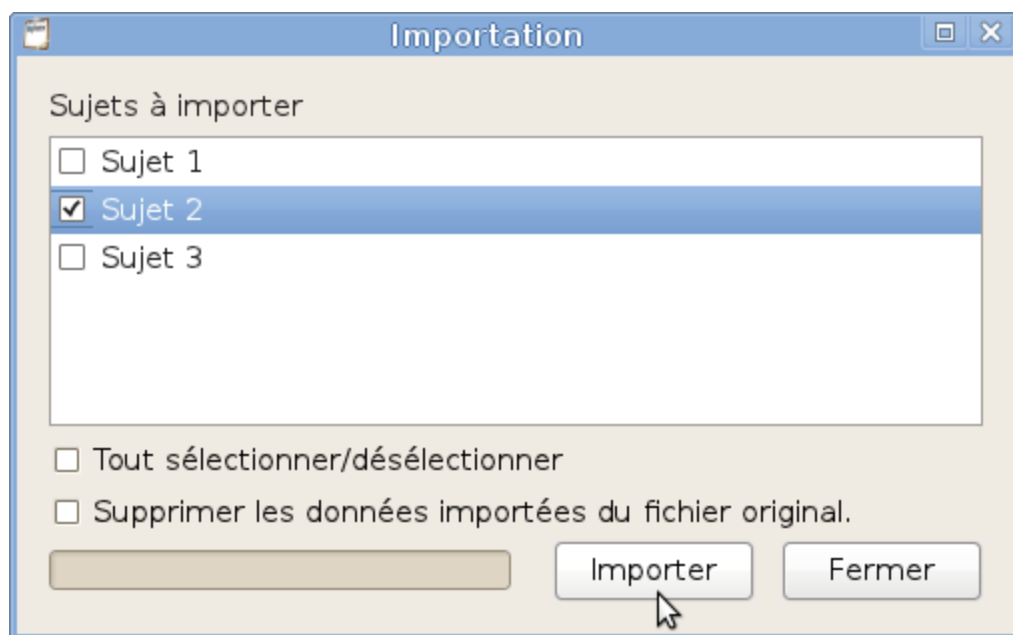 Importation
Sujets à importer
Sujet 1
Sujet 2
Sujet 3
Tout sélectionner/désélectionner
Supprimer les données importées du fichier original.
Importer Fermer